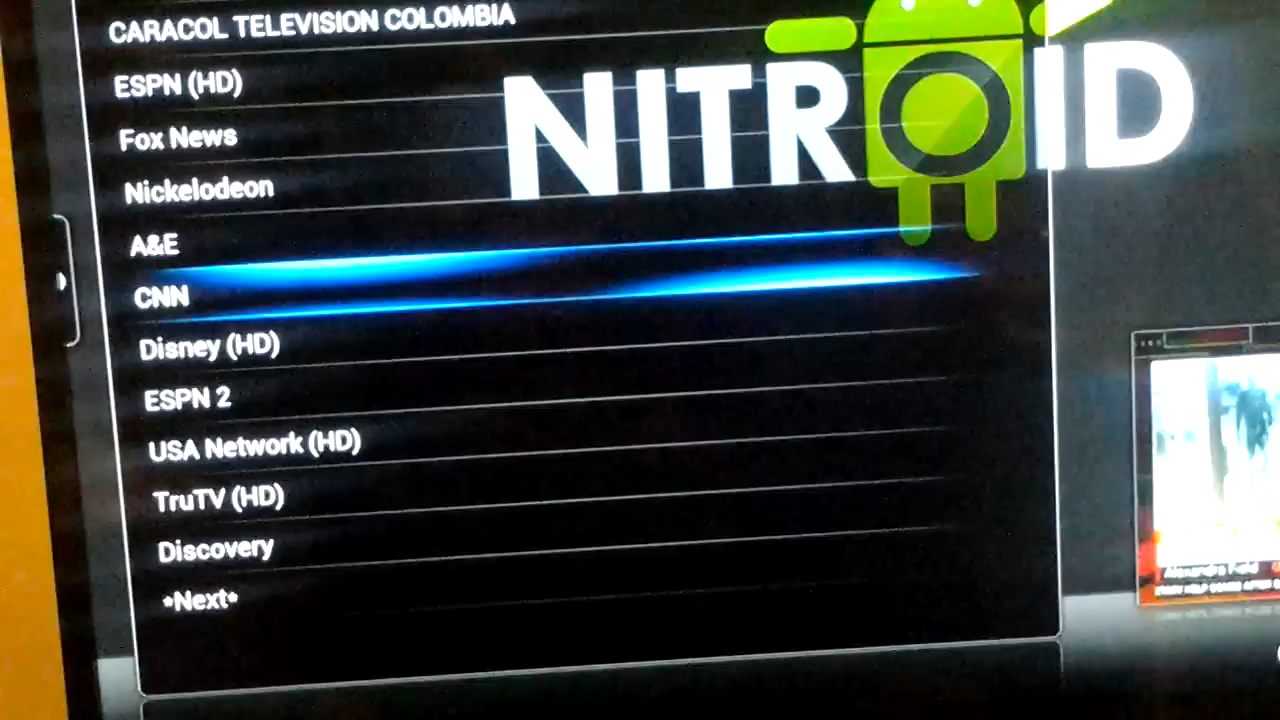 CARACOL TELEVISION COLOMBIA
ESPN (HD)
Fox News
Nickelodeon
A&E
CNN
Disney (HD)
ESPN 2
USA Network (HD)
TruTV (HD)
Discovery
*Next*
NITROID